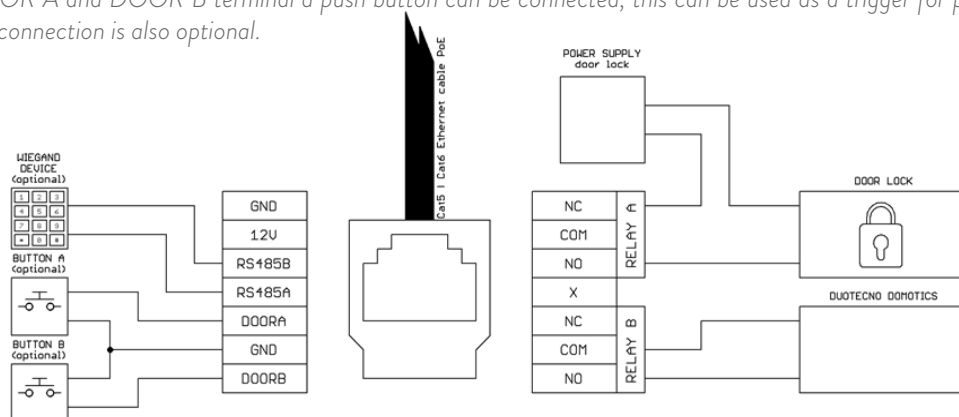 OR A and DOOR B terminal a push button can be connected, this can be used as a trigger for
connection is also optional.
POWER SUPPLY
door lock
Cat5 | Cat6 Ethernet cable PoE
WIEGAND
DEVICE
(optional)
1 2 3
4 5 6
7 8 9
* 0 #
BUTTON A
(optional)
BUTTON B
(optional)
GND
12V
RS485B
RS485A
DOORA
GND
DOORB
NC
COM
NO
RELAY A
X
NC
COM
NO
RELAY B
DOOR LOCK
DUOTECNO DOMOTICS